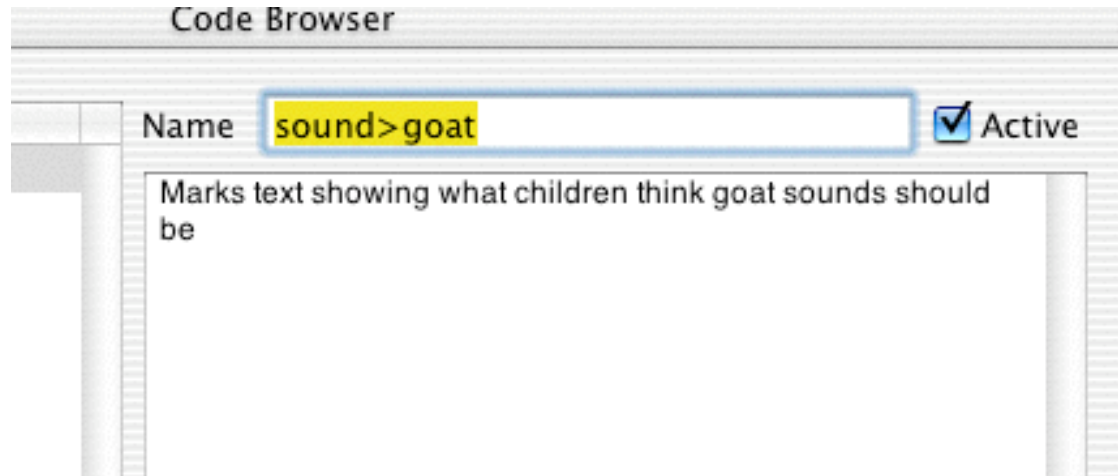 Code Browser
Name sound>goat Active
Marks text showing what children think goat sounds should
be